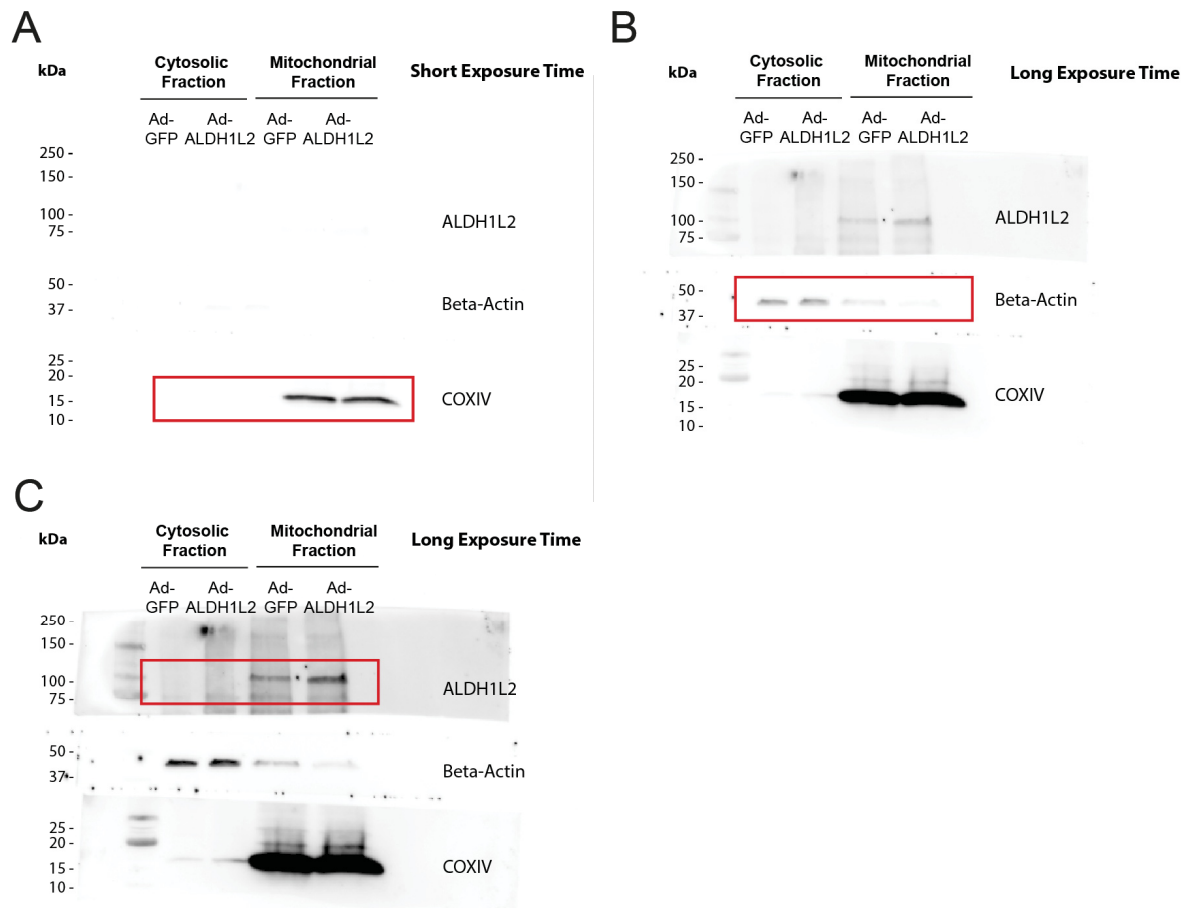 A
kDa
Cytosolic
Fraction
Mitochondrial
Fraction
Short Exposure Time
Ad-
GFP
Ad-
ALDH1L2
Ad-
GFP
Ad-
ALDH1L2
250 -
150 -
100 -
75 -
ALDH1L2
50 -
37 -
Beta-Actin
25 -
20 -
15 -
10 -
COXIV
B
kDa
Cytosolic
Fraction
Mitochondrial
Fraction
Long Exposure Time
Ad-
GFP
Ad-
ALDH1L2
Ad-
GFP
Ad-
ALDH1L2
250 -
150 -
100 -
75 -
ALDH1L2
50 -
37 -
Beta-Actin
25 -
20 -
15 -
10 -
COXIV
C
kDa
Cytosolic
Fraction
Mitochondrial
Fraction
Long Exposure Time
Ad-
GFP
Ad-
ALDH1L2
Ad-
GFP
Ad-
ALDH1L2
250 -
150 -
100 -
75 -
ALDH1L2
50 -
37 -
Beta-Actin
25 -
20 -
15 -
10 -
COXIV